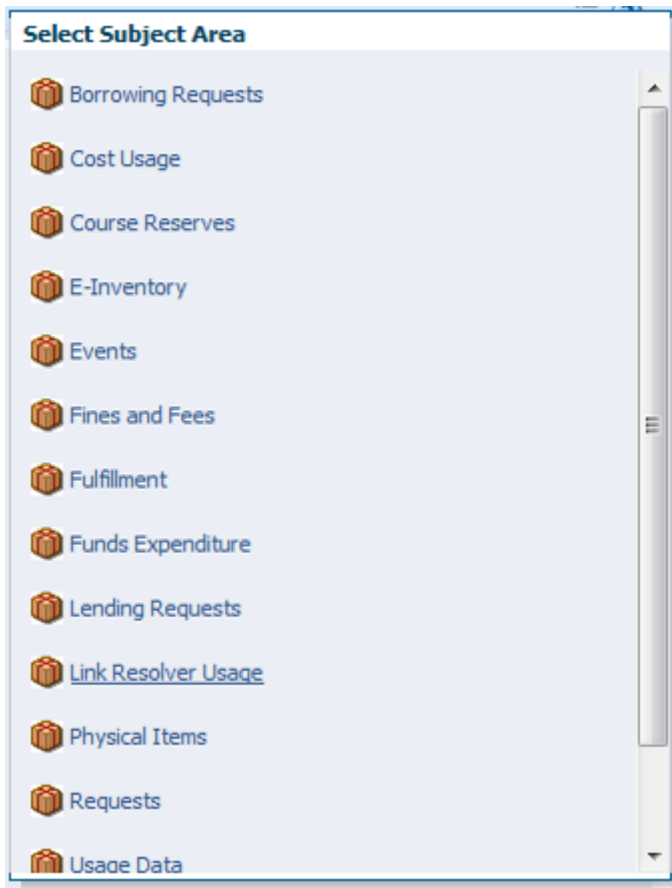 Select Subject Area
Borrowing Requests
Cost Usage
Course Reserves
E-Inventory
Events
Fines and Fees
Fulfillment
Funds Expenditure
Lending Requests
Link Resolver Usage
Physical Items
Requests
Usage Data